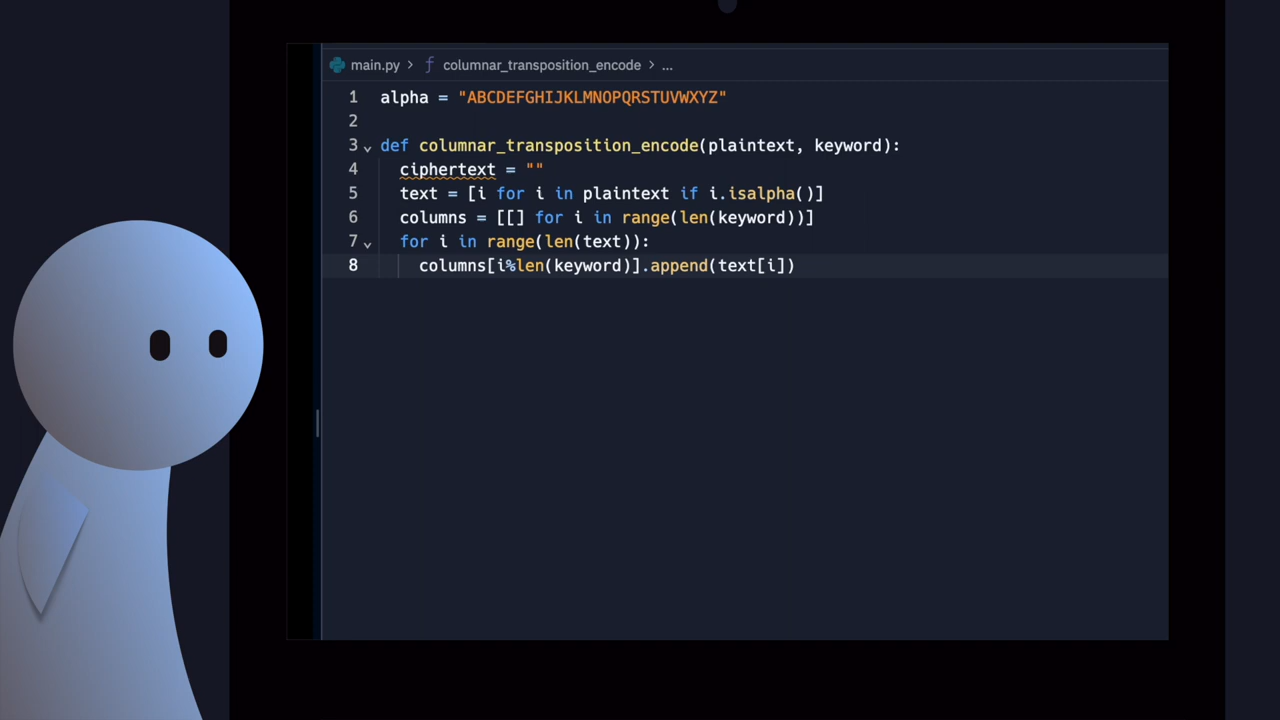 main.py > columnar_transposition_encode > ...
1 alpha = "ABCDEFGHIJKLMNOPQRSTUVWXYZ"
2
3 def columnar_transposition_encode(plaintext, keyword):
4 ciphertext = ""
5 text = [i for i in plaintext if i.isalpha()]
6 columns = [[] for i in range(len(keyword))]
7 for i in range(len(text)):
8 columns[i%len(keyword)].append(text[i])